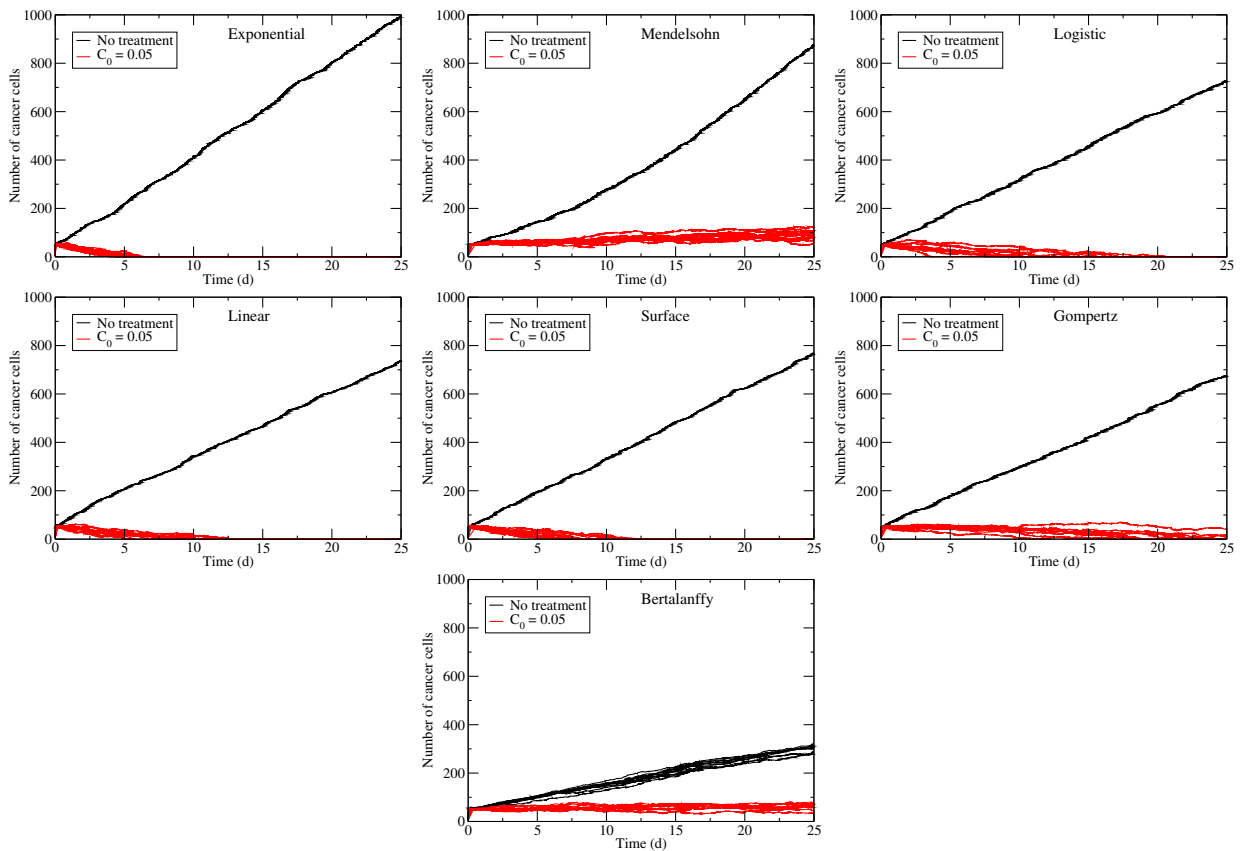 Exponential
No treatment
C0 = 0.05
Number of cancer cells
1000
800
600
400
200
0
0 5 10 15 20 25
Time (d)
Mendelsohn
No treatment
C0 = 0.05
Number of cancer cells
1000
800
600
400
200
0
0 5 10 15 20 25
Time (d)
Logistic
No treatment
C0 = 0.05
Number of cancer cells
1000
800
600
400
200
0
0 5 10 15 20 25
Time (d)
Linear
No treatment
C0 = 0.05
Number of cancer cells
1000
800
600
400
200
0
0 5 10 15 20 25
Time (d)
Surface
No treatment
C0 = 0.05
Number of cancer cells
1000
800
600
400
200
0
0 5 10 15 20 25
Time (d)
Gompertz
No treatment
C0 = 0.05
Number of cancer cells
1000
800
600
400
200
0
0 5 10 15 20 25
Time (d)
Bertalanffy
No treatment
C0 = 0.05
Number of cancer cells
1000
800
600
400
200
0
0 5 10 15 20 25
Time (d)